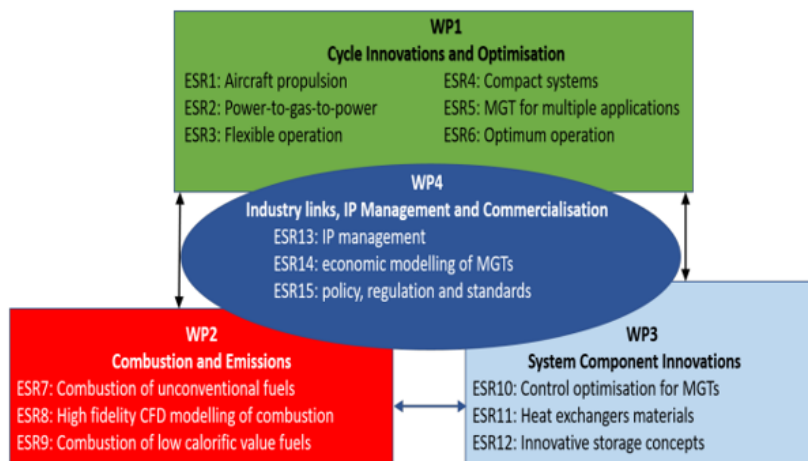 WP1
Cycle Innovations and Optimisation
ESR1: Aircraft propulsion
ESR2: Power-to-gas-to-power
ESR3: Flexible operation
ESR4: Compact systems
ESR5: MGT for multiple applications
ESR6: Optimum operation
WP4
Industry links, IP Management and Commercialisation
ESR13: IP management
ESR14: economic modelling of MGTs
ESR15: policy, regulation and standards
WP2
Combustion and Emissions
ESR7: Combustion of unconventional fuels
ESR8: High fidelity CFD modelling of combustion
ESR9: Combustion of low calorific value fuels
WP3
System Component Innovations
ESR10: Control optimisation for MGTs
ESR11: Heat exchangers materials
ESR12: Innovative storage concepts